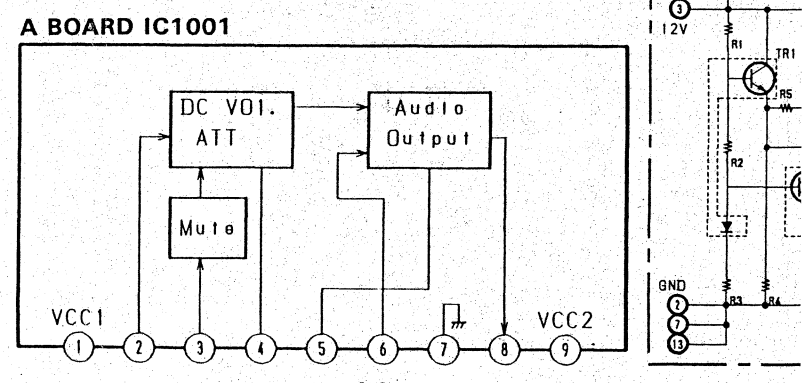 A BOARD IC1001
DC VOl.
ATT
Audio
Output
Mute
VCC1
VCC2
1
2
3
4
5
6
7
8
9
3
12V
R1
TR1
R5
R2
GND
2
R3
R4
7
13